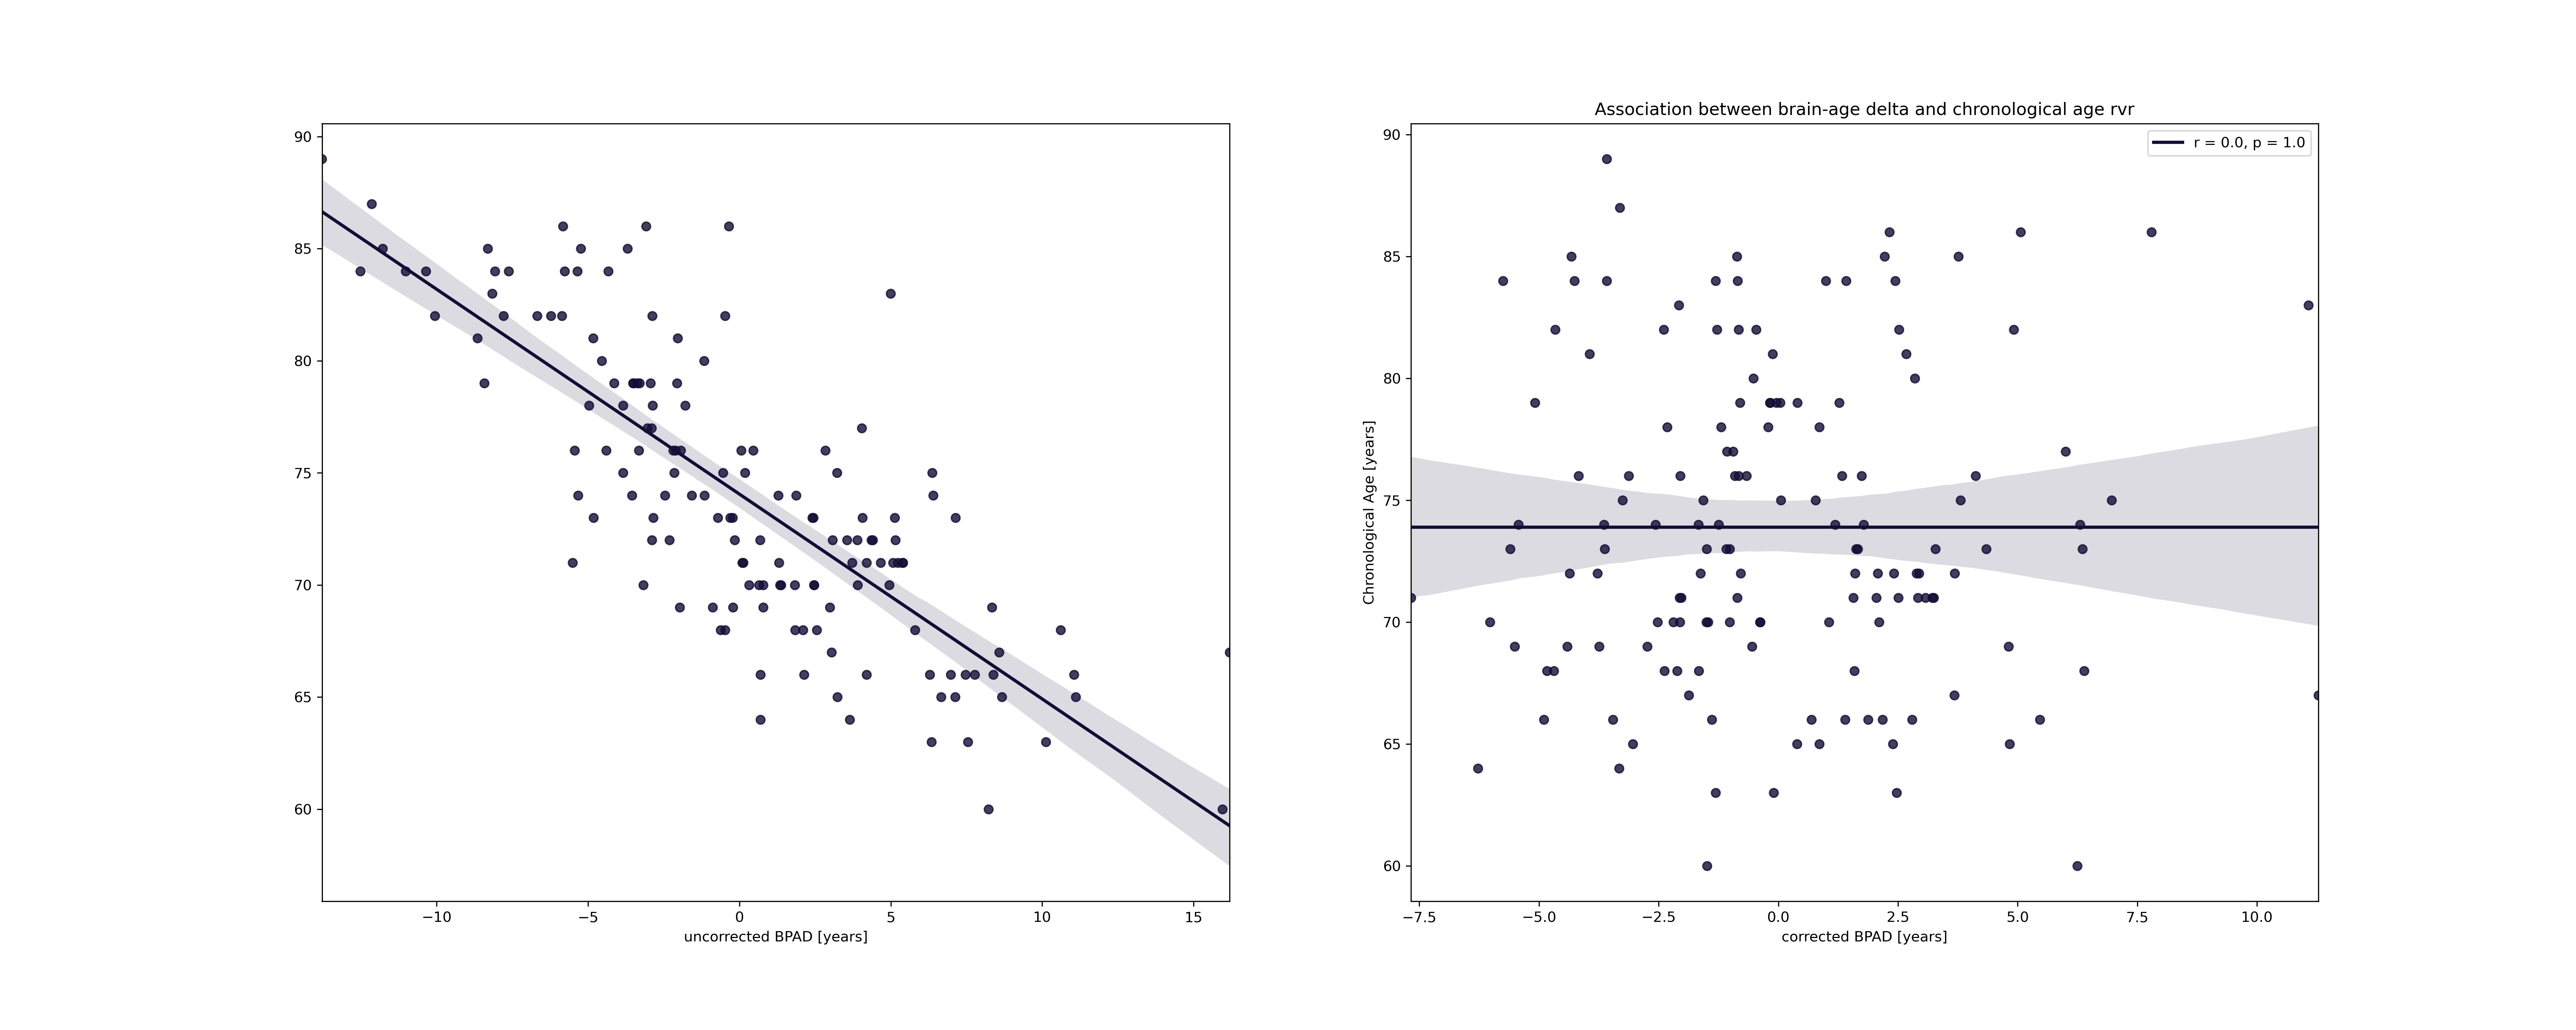 90
85
80
75
70
65
60
−10 −5 0 5 10 15
uncorrected BPAD [years]
Association between brain-age delta and chronological age rvr
r = 0.0, p = 1.0
Chronological Age [years]
90
85
80
75
70
65
60
−7.5 −5.0 −2.5 0.0 2.5 5.0 7.5 10.0
corrected BPAD [years]